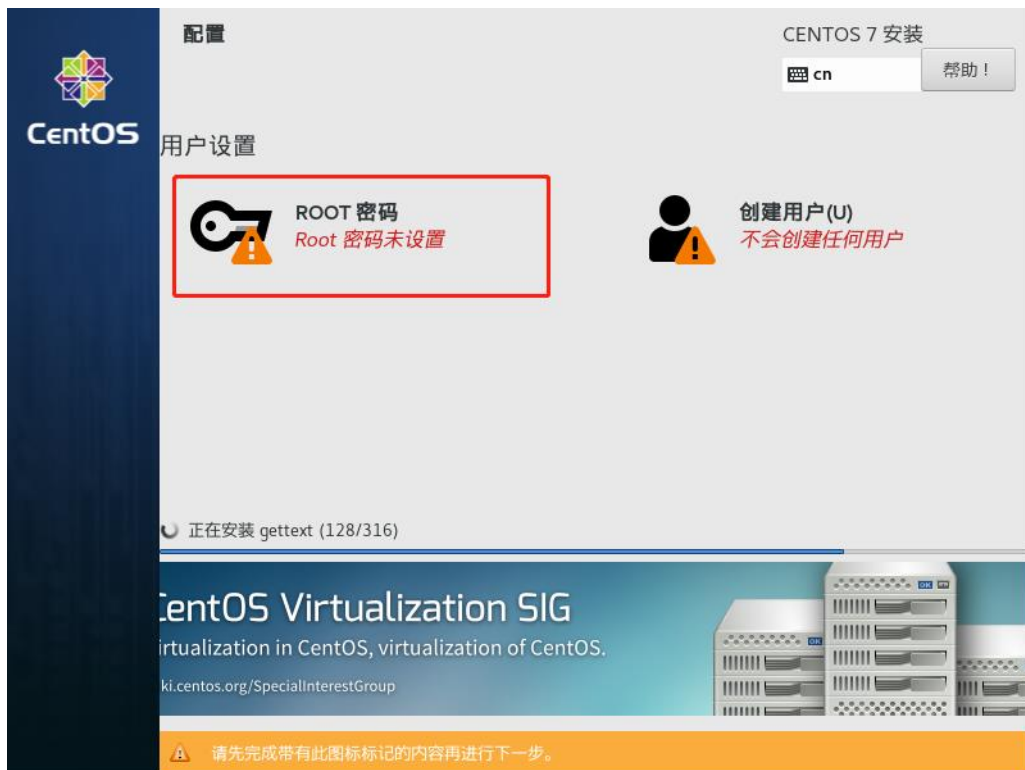 配置
CENTOS 7 安装
cn
帮助！
CentOS
用户设置
ROOT 密码
Root 密码未设置
创建用户(U)
不会创建任何用户
正在安装 gettext (128/316)
CentOS Virtualization SIG
irtualization in CentOS, virtualization of CentOS.
ki.centos.org/SpecialInterestGroup
OK
OK
请先完成带有此图标标记的内容再进行下一步。